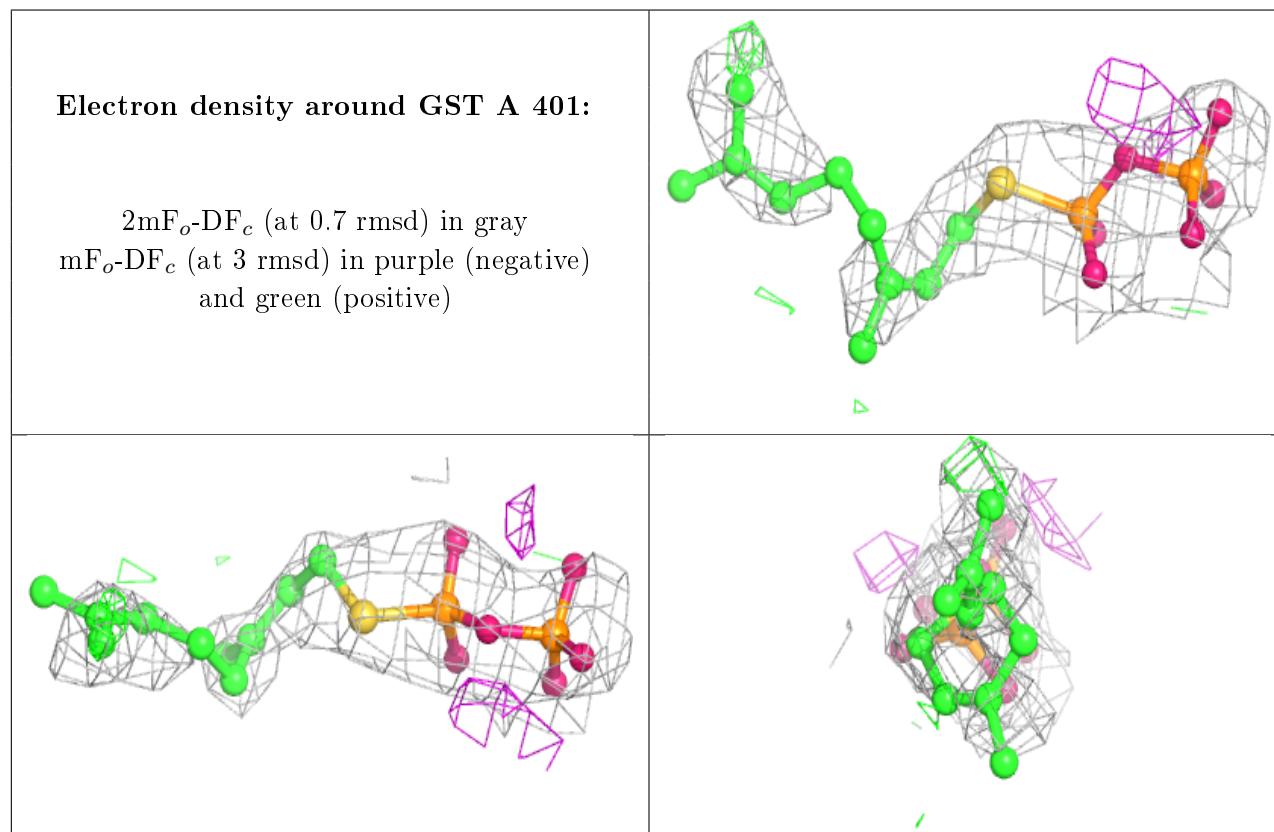 Electron density around GST A 401:
2mFo-DFc (at 0.7 rmsd) in gray
mFo-DFc (at 3 rmsd) in purple (negative)
and green (positive)